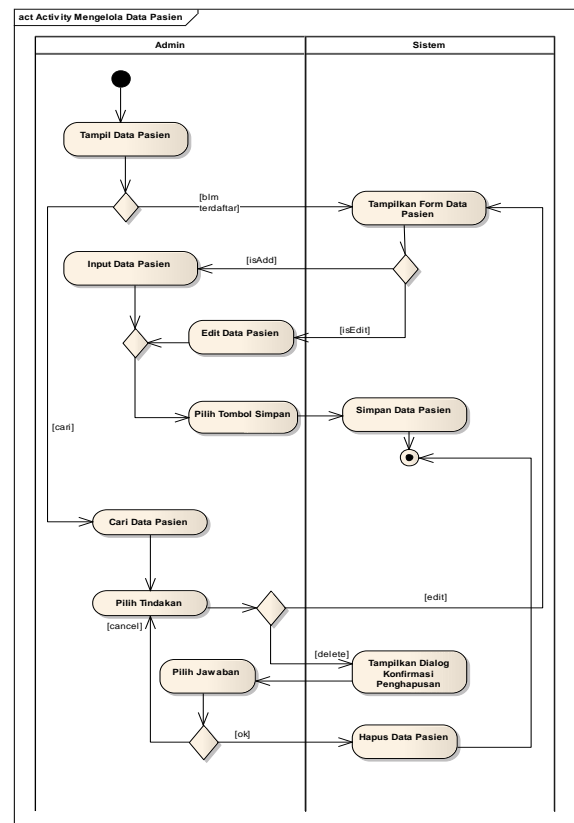 act Activity Mengelola Data Pasien
Admin
Sistem
Tampil Data Pasien
[blm
terdaftar]
Tampilkan Form Data
Pasien
Input Data Pasien
[isAdd]
Edit Data Pasien
[isEdit]
Pilih Tombol Simpan
Simpan Data Pasien
[cari]
Cari Data Pasien
Pilih Tindakan
[edit]
[cancel]
[delete]
Tampilkan Dialog
Konfirmasi
Penghapusan
Pilih Jawaban
[ok]
Hapus Data Pasien